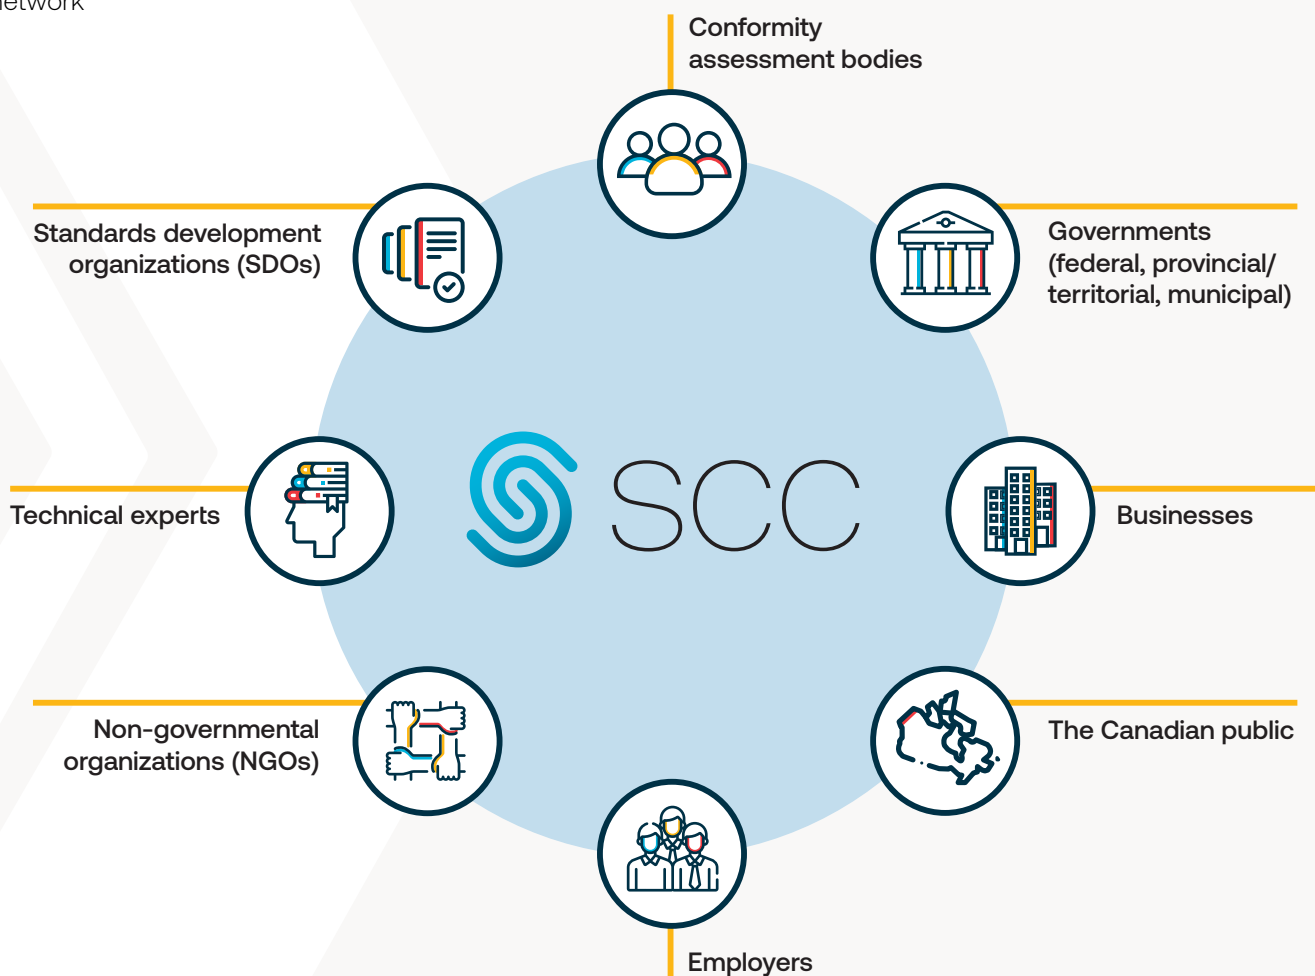 network
Conformity
assessment bodies
Standards development
organizations (SDOs)
Governments
(federal, provincial/
territorial, municipal)
SCC
Technical experts
Businesses
Non-governmental
organizations (NGOs)
The Canadian public
Employers